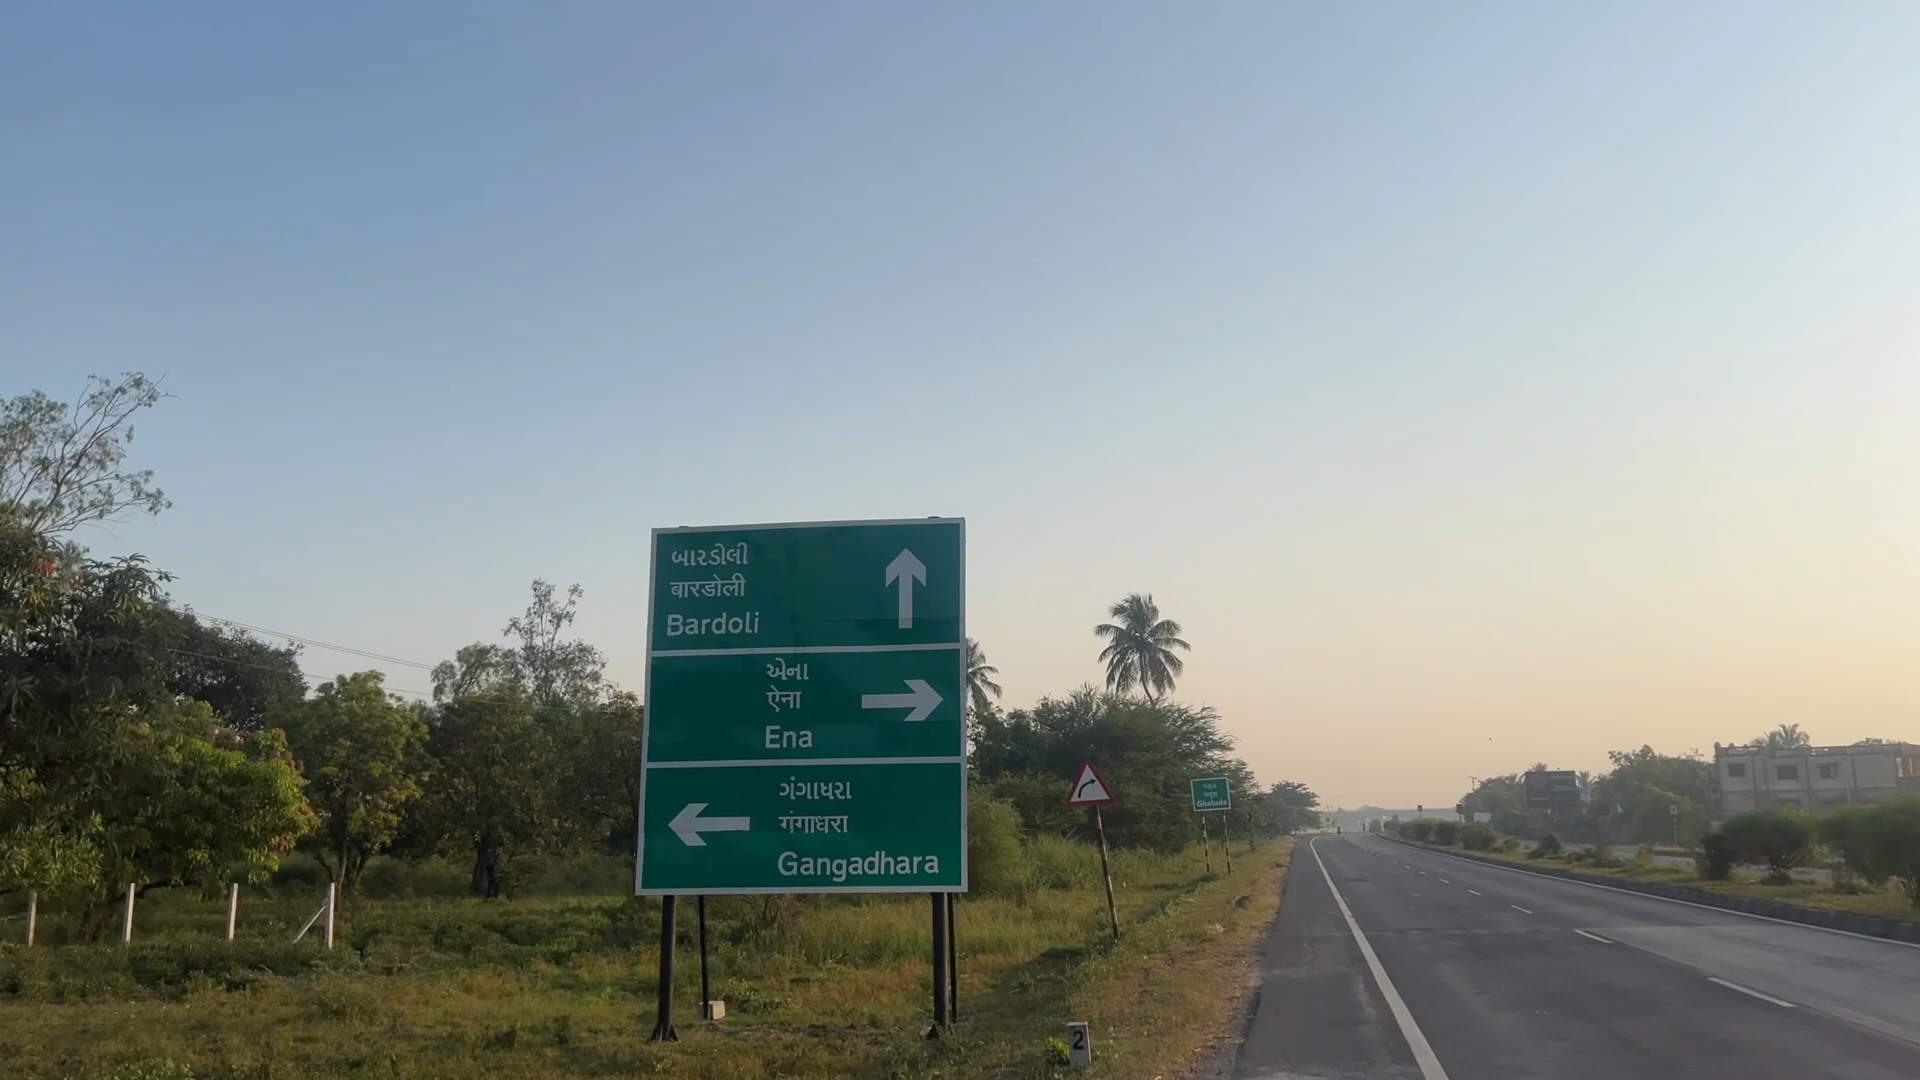 બારડોલી
बारडोली
Bardoli
એના
ऐना
Ena
ગંગાધરા
गंगाधरा
Gangadhara
Ghaluda
2